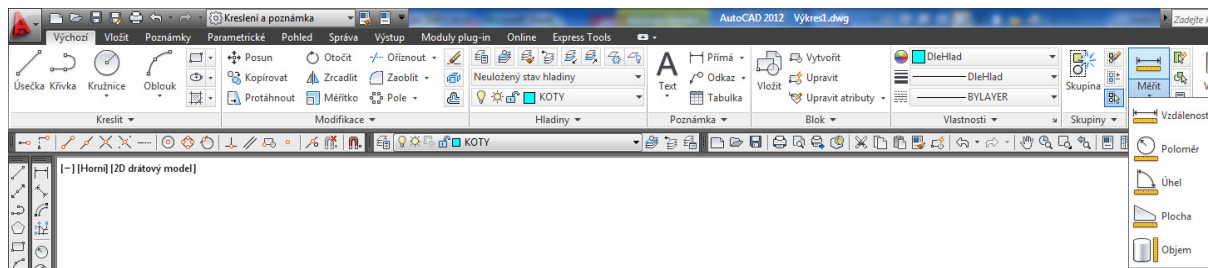 Kreslení a poznámka AutoCAD 2012 Výkres1.dwg Zadejte k
Výchozí Vložit Poznámky Parametrické Pohled Správa Výstup Moduly plug-in Online Express Tools
Úsečka Křivka Kružnice Oblouk
Posun Otočit Oříznout
Kopírovat Zrcadlit Zaoblit
Protáhnout Měřítko Pole
Neuložený stav hladiny
KOTY
Text
Přímá
Odkaz
Tabulka
Vložit
Vytvořit
Upravit
Upravit atributy
DleHlad
DleHlad
BYLAYER
Skupina
Měřit
Kreslit Modifikace Hladiny Poznámka Blok Vlastnosti Skupiny
KOTY
[−] [Horní] [2D drátový model]
Vzdálenost
Poloměr
Úhel
Plocha
Objem